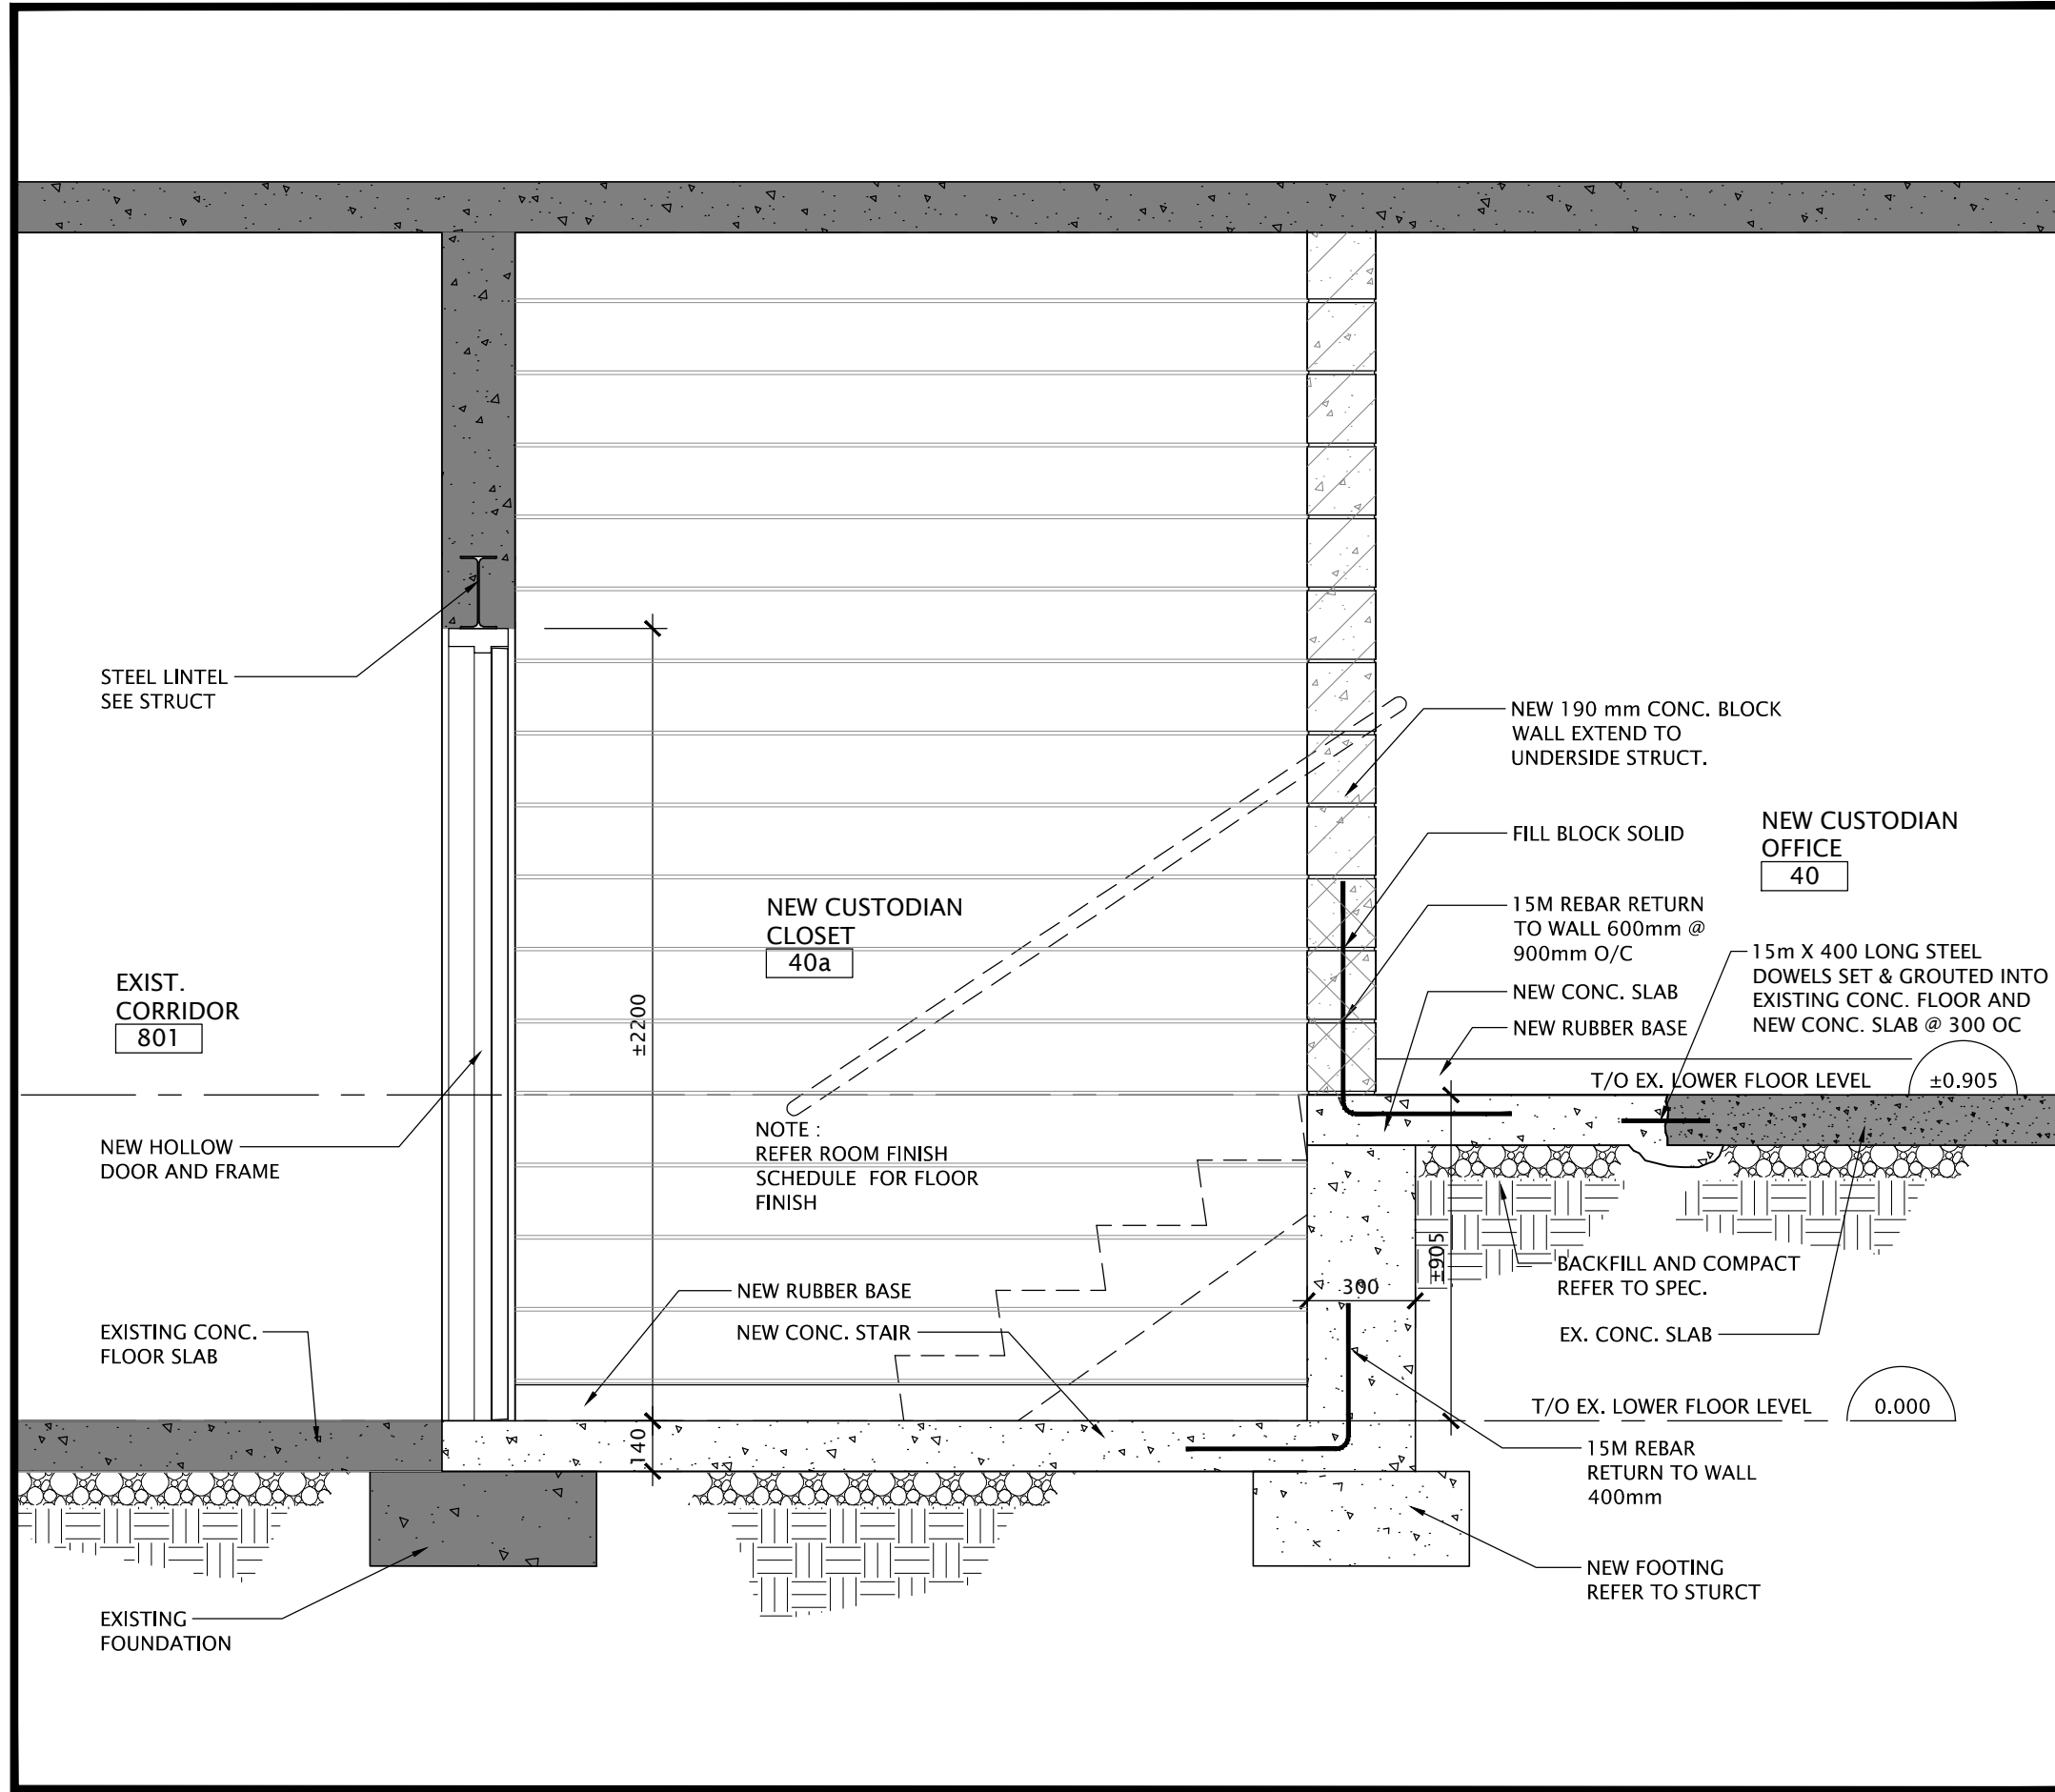 STEEL LINTEL
SEE STRUCT
NEW 190 mm CONC. BLOCK
WALL EXTEND TO
UNDERSIDE STRUCT.
FILL BLOCK SOLID
NEW CUSTODIAN
OFFICE
40
15M REBAR RETURN
TO WALL 600mm @
900mm O/C
NEW CUSTODIAN
CLOSET
40a
15m X 400 LONG STEEL
DOWELS SET & GROUTED INTO
EXISTING CONC. FLOOR AND
NEW CONC. SLAB @ 300 OC
EXIST.
CORRIDOR
801
±2200
NEW CONC. SLAB
NEW RUBBER BASE
T/O EX. LOWER FLOOR LEVEL
±0.905
NEW HOLLOW
DOOR AND FRAME
NOTE :
REFER ROOM FINISH
SCHEDULE FOR FLOOR
FINISH
±905
BACKFILL AND COMPACT
REFER TO SPEC.
300
NEW RUBBER BASE
NEW CONC. STAIR
EXISTING CONC.
FLOOR SLAB
EX. CONC. SLAB
T/O EX. LOWER FLOOR LEVEL
0.000
140
15M REBAR
RETURN TO WALL
400mm
NEW FOOTING
REFER TO STURCT
EXISTING
FOUNDATION